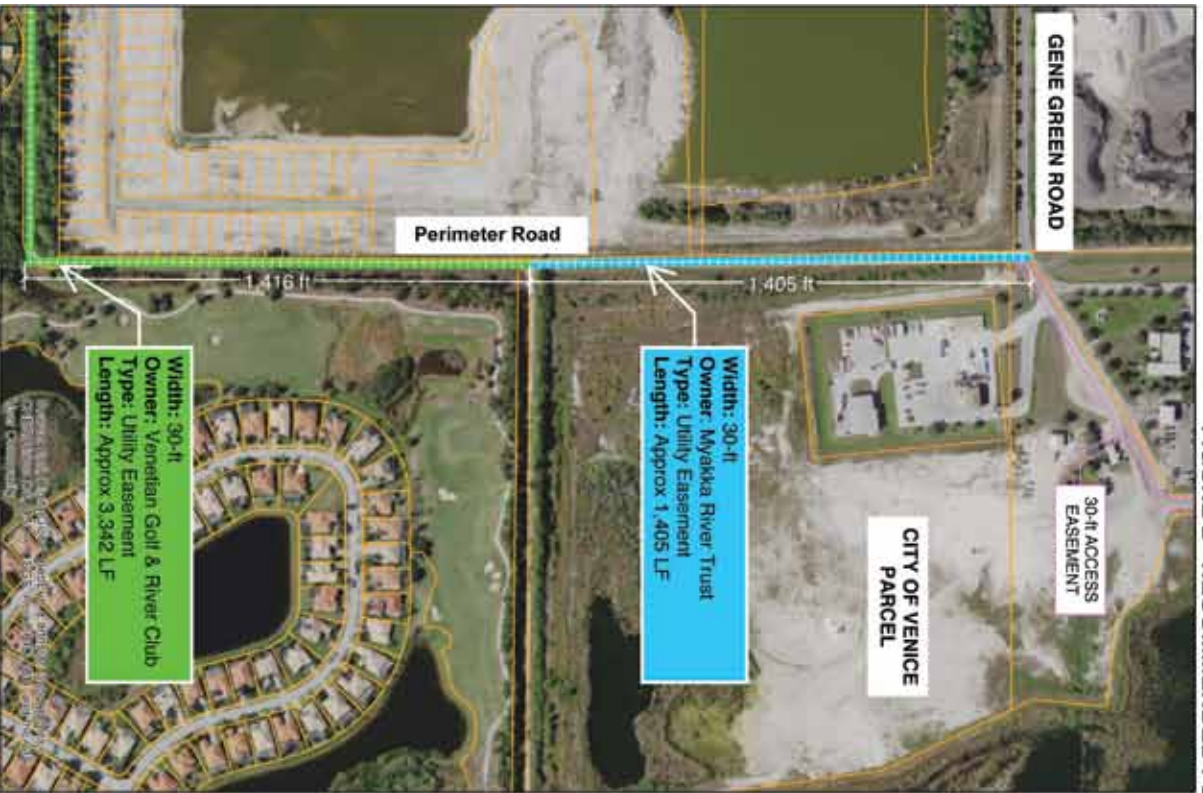 GENE GREEN ROAD
30-ft ACCESS
EASEMENT
CITY OF VENICE
PARCEL
Perimeter Road
1,416 ft
1,405 ft
Width: 30-ft
Owner: Myakka River Trust
Type: Utility Easement
Length: Approx 1,405 LF
Width: 30-ft
Owner: Venetian Golf & River Club
Type: Utility Easement
Length: Approx 3,342 LF